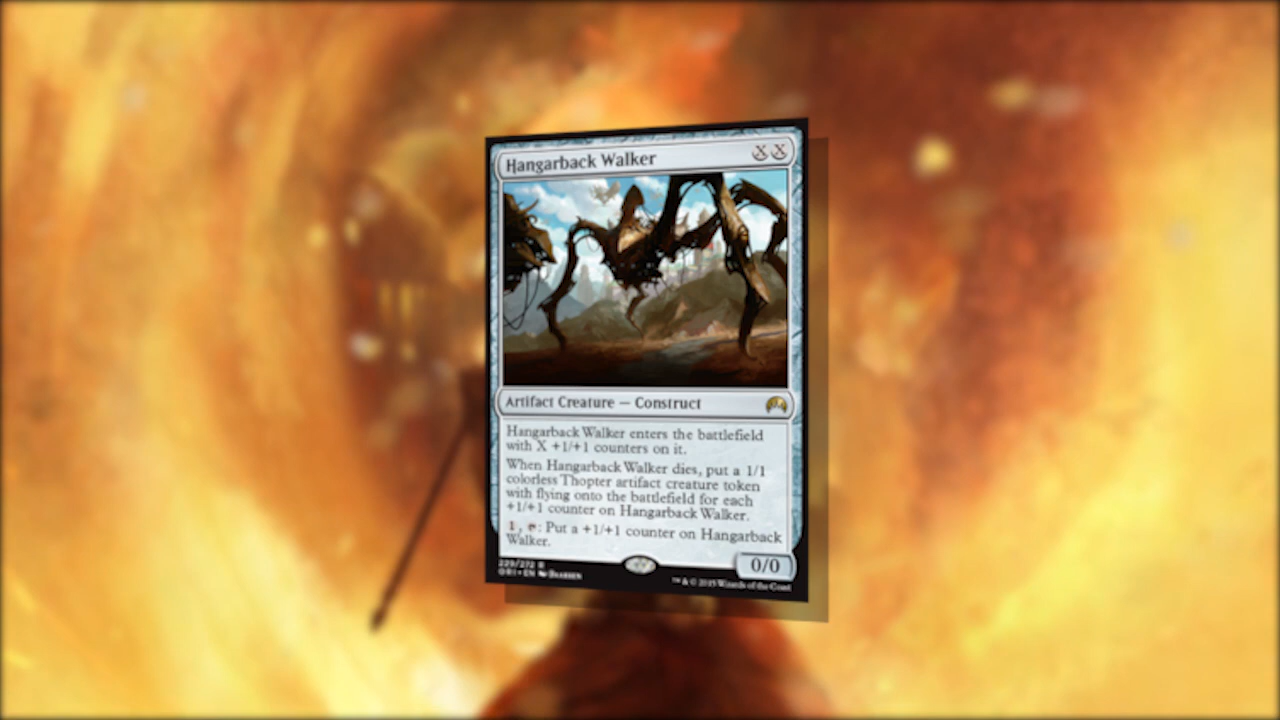 Hangarback Walker XX
Artifact Creature — Construct
Hangarback Walker enters the battlefield
with X +1/+1 counters on it.
When Hangarback Walker dies, put a 1/1
colorless Thopter artifact creature token
with flying onto the battlefield for each
+1/+1 counter on Hangarback Walker.
1, : Put a +1/+1 counter on Hangarback
Walker.
0/0
229/272 R
ORI • EN
™ & © 2015 Wizards of the Coast